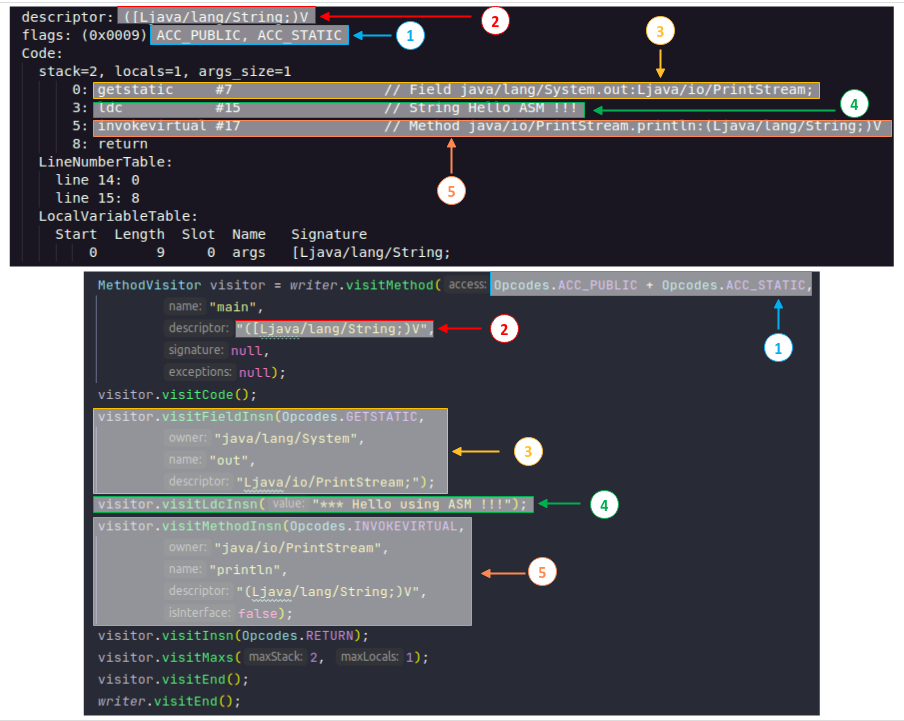 descriptor: ([Ljava/lang/String;)V 2
flags: (0x0009) ACC_PUBLIC, ACC_STATIC 1
Code: 3
stack=2, locals=1, args_size=1
0: getstatic #7 // Field java/lang/System.out:Ljava/io/PrintStream;
3: ldc #15 // String Hello ASM !!! 4
5: invokevirtual #17 // Method java/io/PrintStream.println:(Ljava/lang/String;)V
8: return
LineNumberTable:
line 14: 0 5
line 15: 8
LocalVariableTable:
Start Length Slot Name Signature
0 9 0 args [Ljava/lang/String;
MethodVisitor visitor = writer.visitMethod( access: Opcodes.ACC_PUBLIC + Opcodes.ACC_STATIC,
name: "main",
descriptor: "([Ljava/lang/String;)V", 2
signature: null, 1
exceptions: null);
visitor.visitCode();
visitor.visitFieldInsn(Opcodes.GETSTATIC,
owner: "java/lang/System",
name: "out", 3
descriptor: "Ljava/io/PrintStream;");
visitor.visitLdcInsn( value: "*** Hello using ASM !!!"); 4
visitor.visitMethodInsn(Opcodes.INVOKEVIRTUAL,
owner: "java/io/PrintStream",
name: "println", 5
descriptor: "(Ljava/lang/String;)V",
isInterface: false);
visitor.visitInsn(Opcodes.RETURN);
visitor.visitMaxs( maxStack: 2, maxLocals: 1);
visitor.visitEnd();
writer.visitEnd();